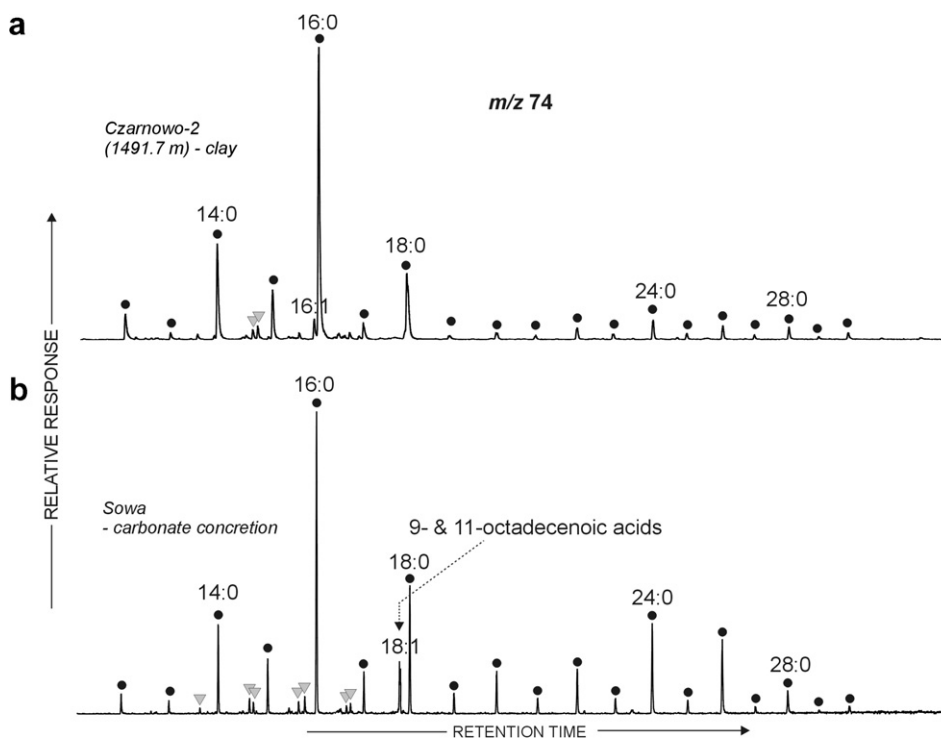 a
16:0
m/z 74
Czarnowo-2
(1491.7 m) - clay
14:0
18:0
16:1
24:0
28:0
RELATIVE RESPONSE
b
16:0
Sowa
- carbonate concretion
9- & 11-octadecenoic acids
18:0
14:0
24:0
18:1
28:0
RETENTION TIME